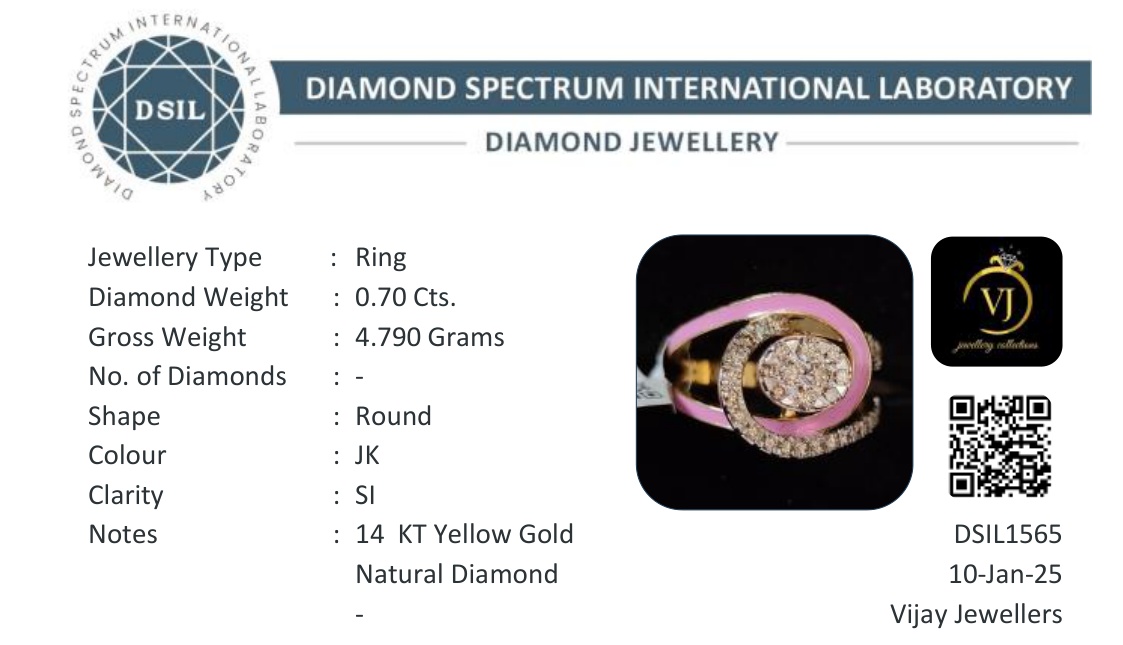 DIAMOND SPECTRUM INTERNATIONAL LABORATORY
DSIL
DIAMOND SPECTRUM INTERNATIONAL LABORATORY
DIAMOND JEWELLERY
Jewellery Type : Ring
Diamond Weight : 0.70 Cts.
Gross Weight : 4.790 Grams
No. of Diamonds : -
Shape : Round
Colour : JK
Clarity : SI
Notes : 14 KT Yellow Gold
Natural Diamond
-
VJ
jewellery collections
DSIL1565
10-Jan-25
Vijay Jewellers